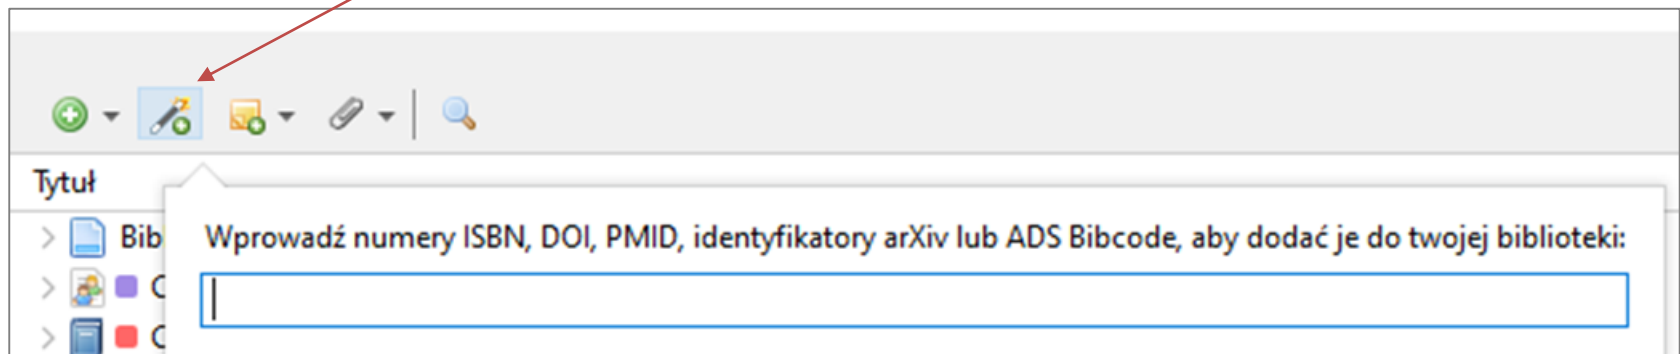 Tytuł
Bib
Wprowadź numery ISBN, DOI, PMID, identyfikatory arXiv lub ADS Bibcode, aby dodać je do twojej biblioteki: